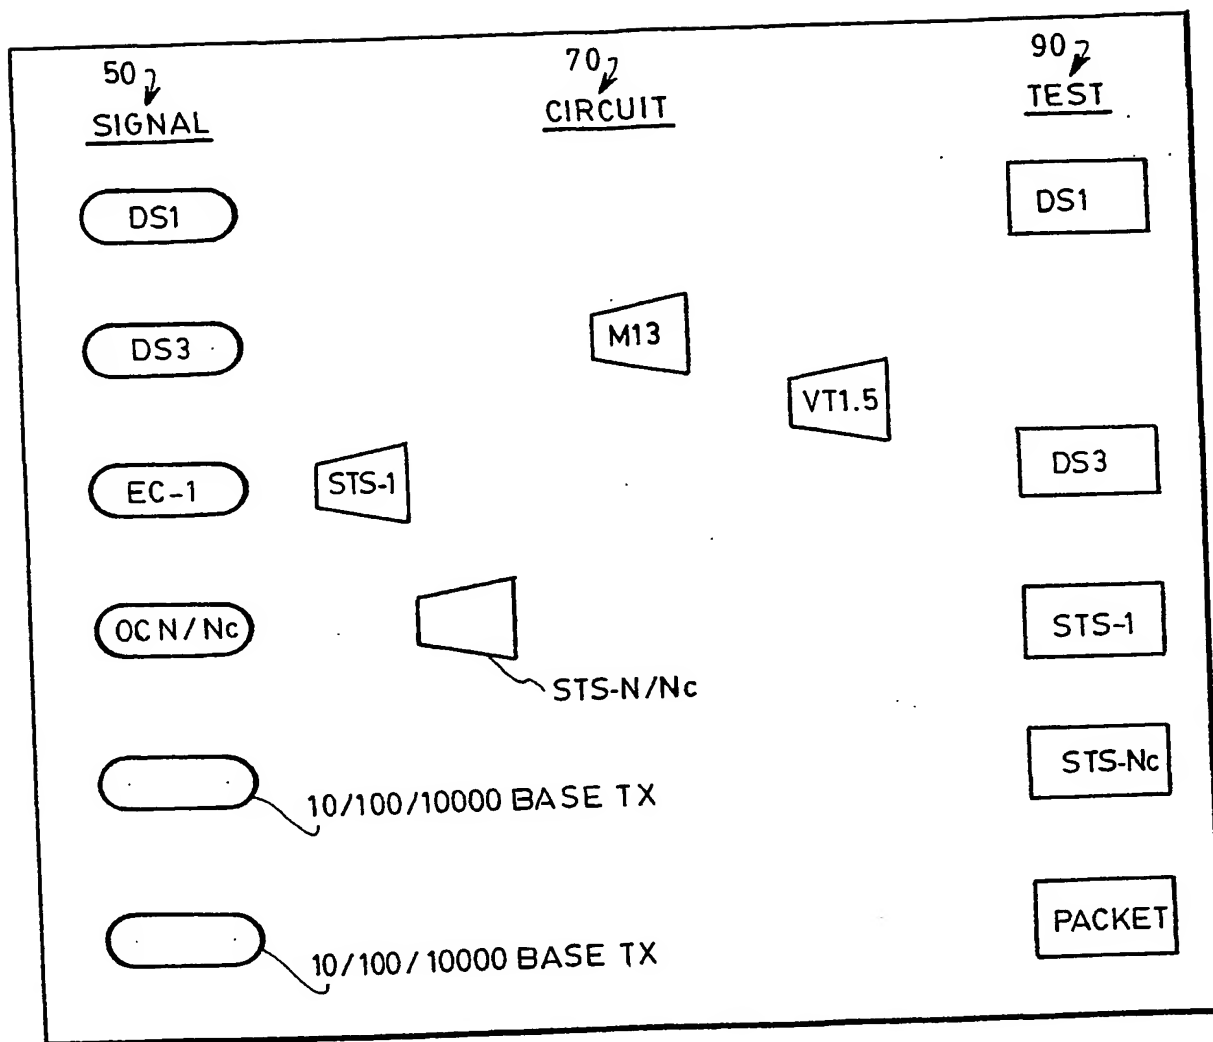 50 70 90
SIGNAL CIRCUIT TEST
DS1 DS1
DS3 M13
VT1.5
EC-1 STS-1 DS3
OC N/Nc STS-1
STS-N/Nc
STS-Nc
10/100/10000 BASE TX
PACKET
10/100/10000 BASE TX